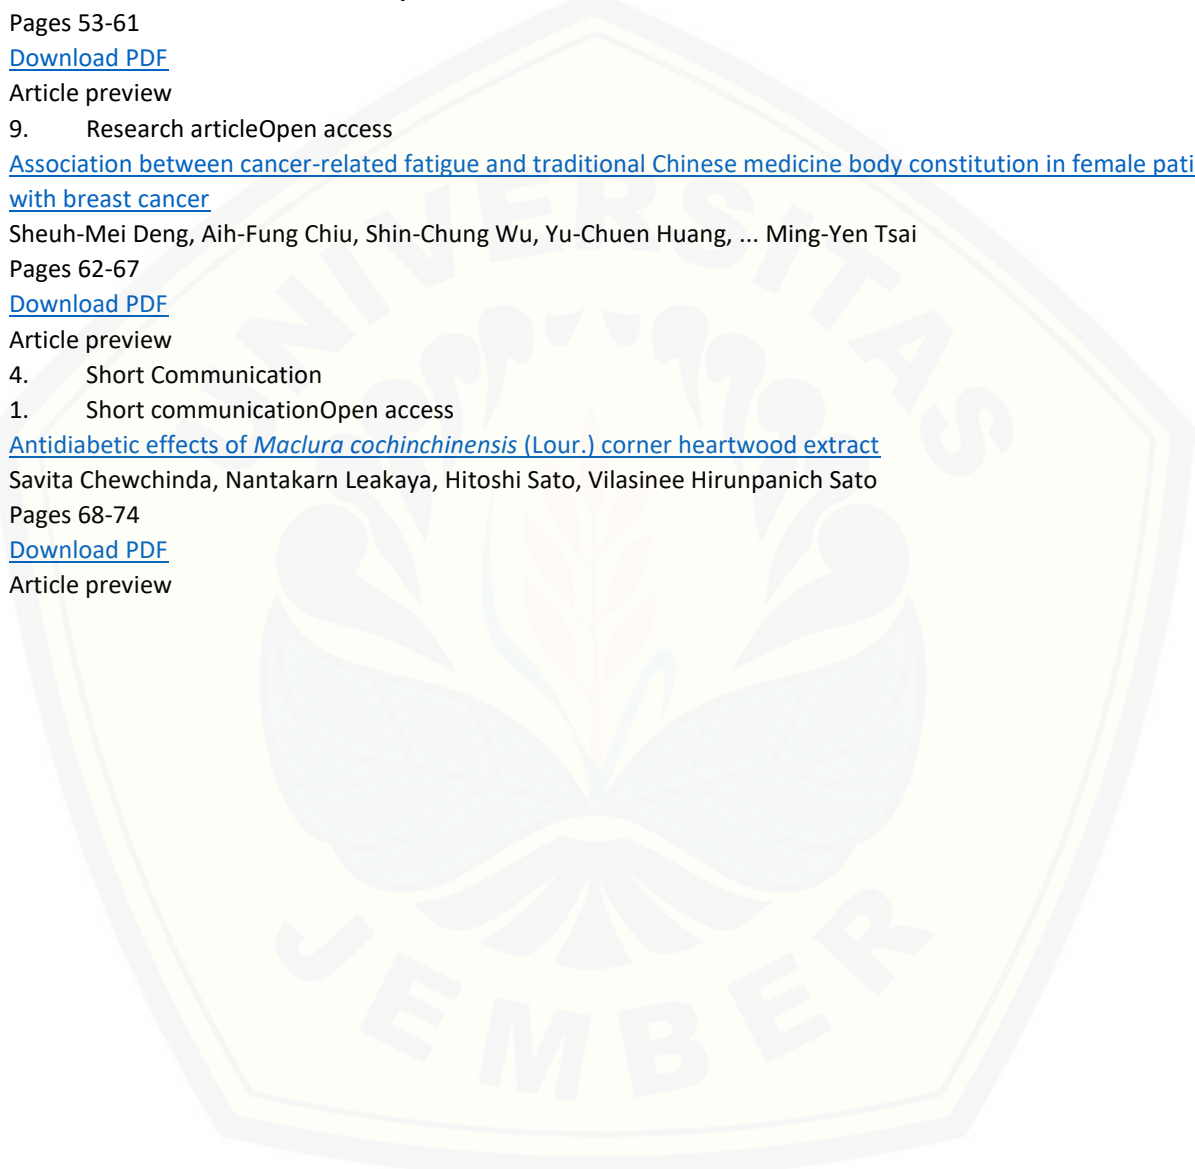 Pages 53-61
Download PDF
Article preview
9. Research articleOpen access
Association between cancer-related fatigue and traditional Chinese medicine body constitution in female pati
with breast cancer
Sheuh-Mei Deng, Aih-Fung Chiu, Shin-Chung Wu, Yu-Chuen Huang, ... Ming-Yen Tsai
Pages 62-67
Download PDF
Article preview
4. Short Communication
1. Short communicationOpen access
Antidiabetic effects of Maclura cochinchinensis (Lour.) corner heartwood extract
Savita Chewchinda, Nantakarn Leakaya, Hitoshi Sato, Vilasinee Hirunpanich Sato
Pages 68-74
Download PDF
Article preview
UNIVERSITAS
JEMBER